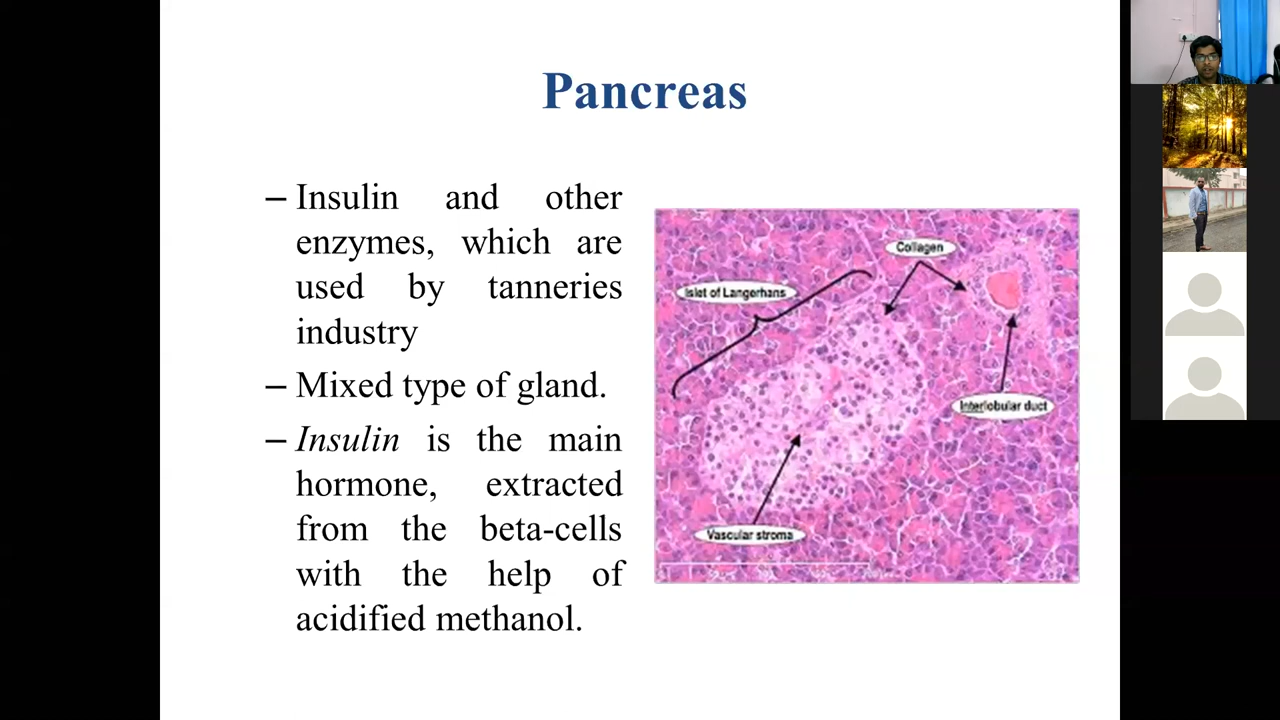 Pancreas
– Insulin and other
enzymes, which are
used by tanneries
industry
– Mixed type of gland.
– Insulin is the main
hormone, extracted
from the beta-cells
with the help of
acidified methanol.
Collagen
Islet of Langerhans
Interlobular duct
Vascular stroma